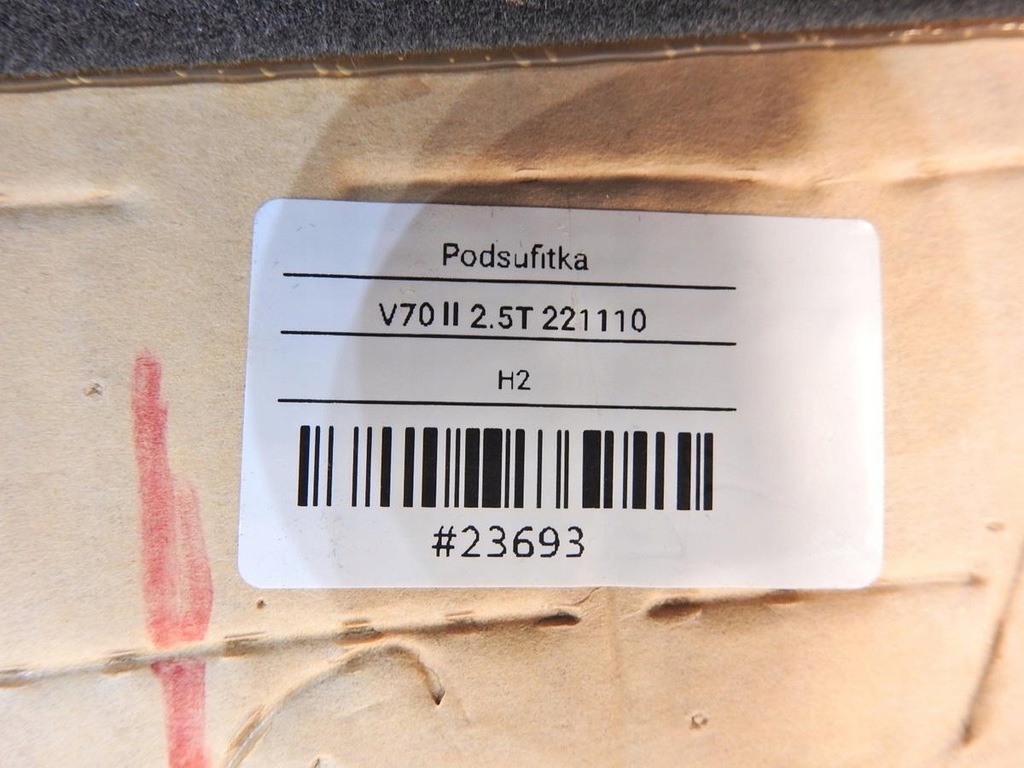 Podsufitka
V70 II 2.5T 221110
H2
#23693